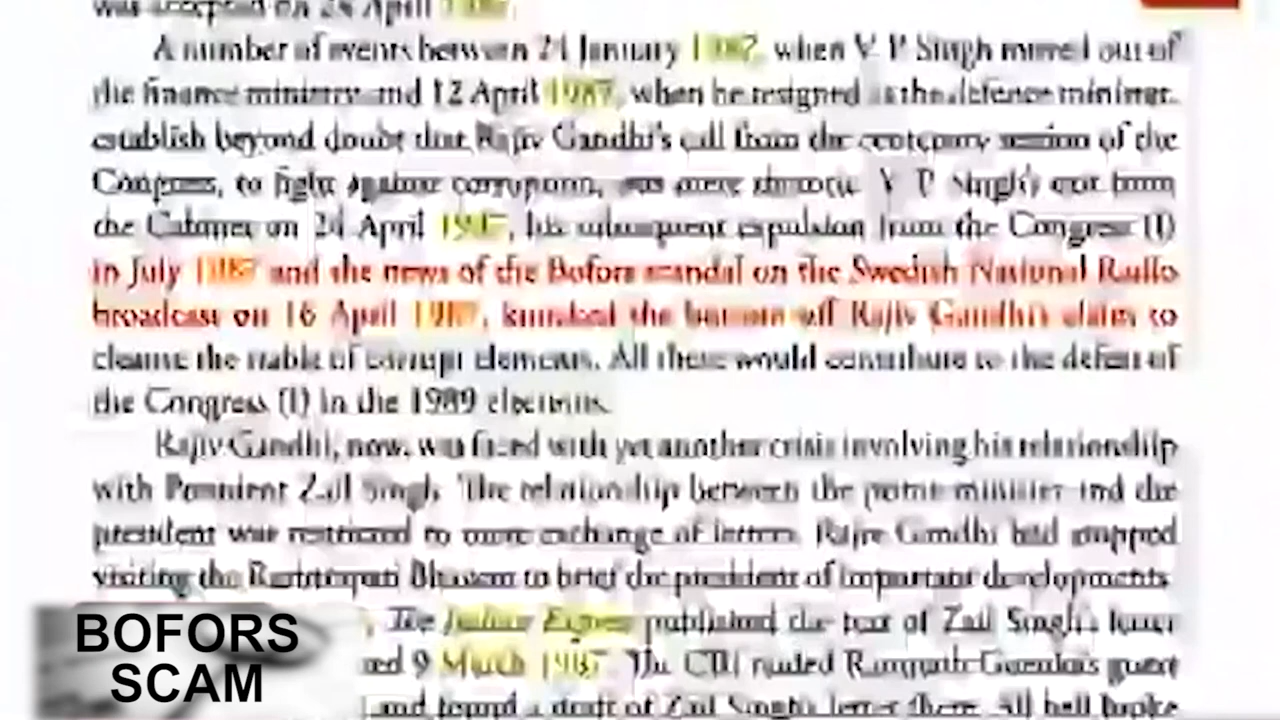 was accepted on 24 April 1987.
A number of events between 24 January 1987, when V. P. Singh moved out of
the finance ministry and 12 April 1987, when he resigned as the defence minister,
establish beyond doubt that Rajiv Gandhi's call from the centenary session of the
Congress, to fight against corruption, was mere rhetoric. V. P. Singh's exit from
the Cabinet on 24 April 1987, his subsequent expulsion from the Congress (I)
in July 1987 and the news of the Bofors scandal on the Swedish National Radio
broadcast on 16 April 1987, knocked the bottom off Rajiv Gandhi's claim to
cleanse the stable of corrupt elements. All these would contribute to the defeat of
the Congress (I) in the 1989 elections.
Rajiv Gandhi, now, was faced with yet another crisis involving his relationship
with President Zail Singh. The relationship between the prime minister and the
president was restricted to mere exchange of letters. Rajiv Gandhi had stopped
visiting the Rashtrapati Bhavan to brief the president of important developments.
The Indian Express published the text of Zail Singh's letter
9 March 1987. The CBI raided Ramnath Goenka's guest
and found a draft of Zail Singh's letter there. All hell broke
BOFORS
SCAM